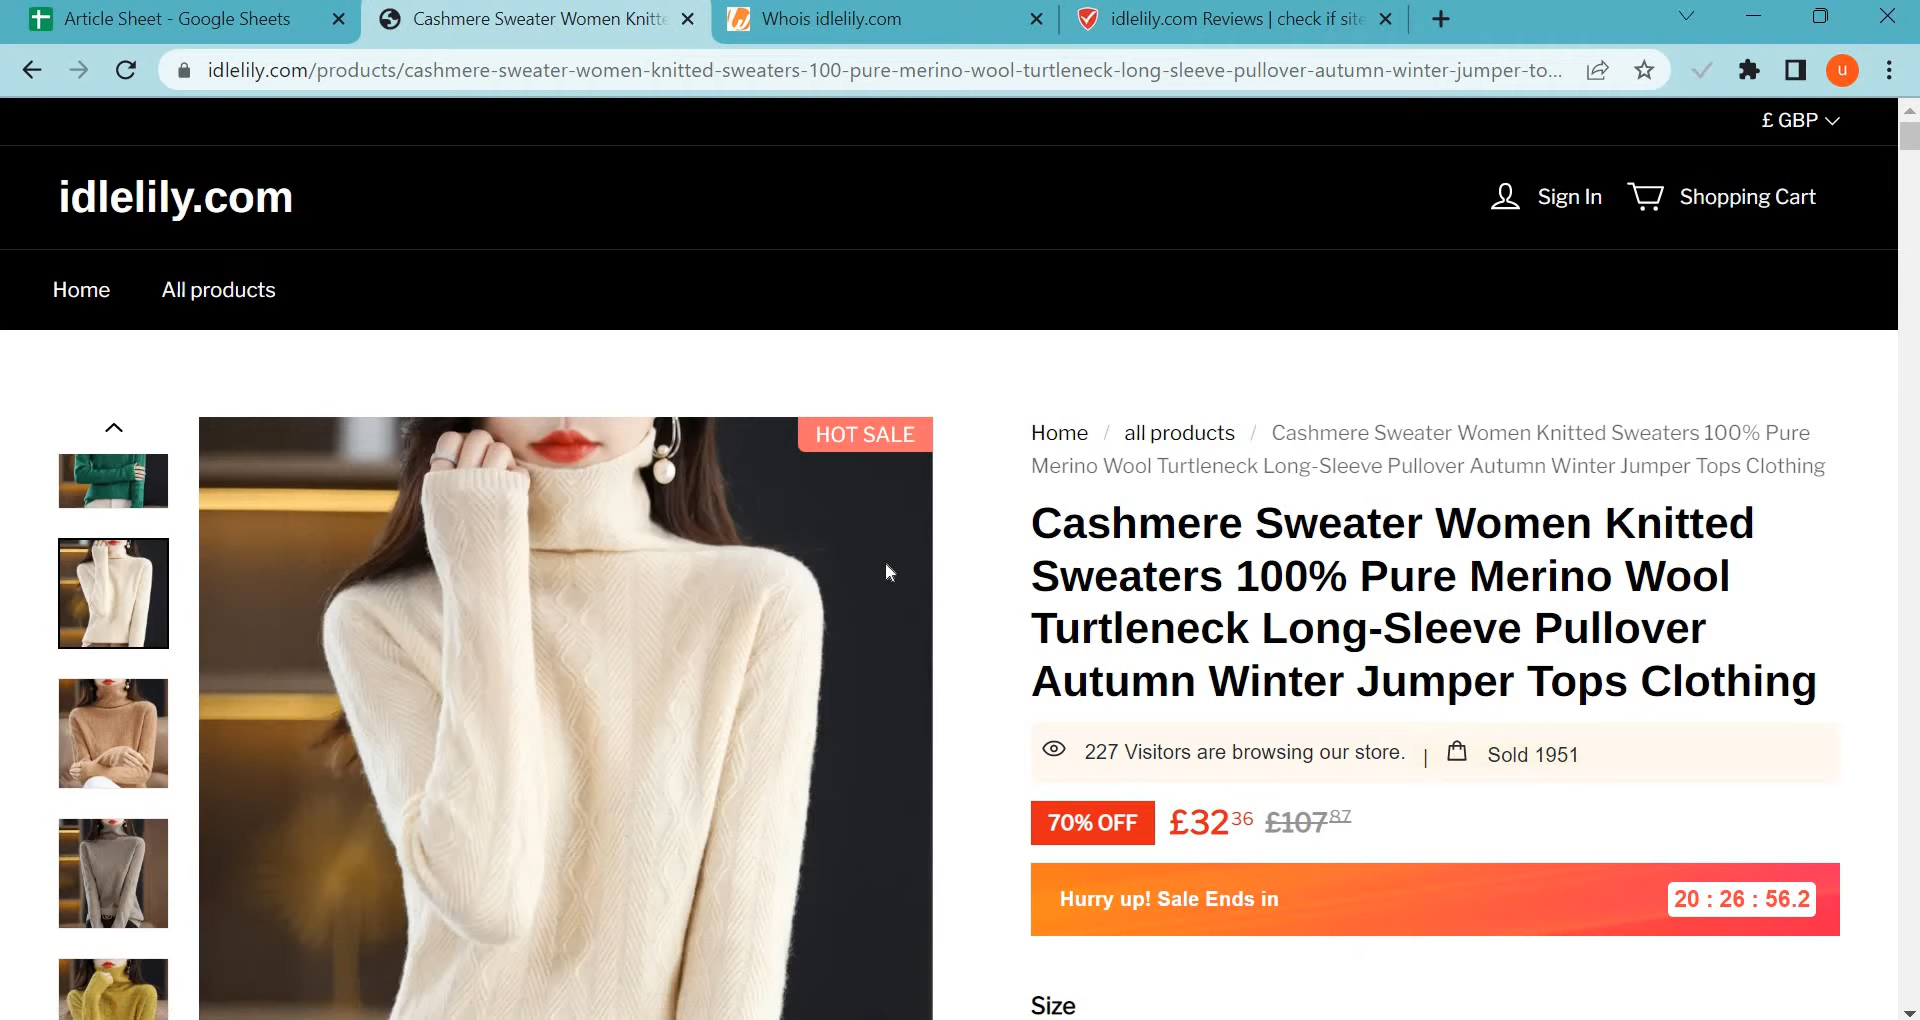 Article Sheet - Google Sheets
Cashmere Sweater Women Knitte
Whois idlelily.com
idlelily.com Reviews | check if site
idlelily.com/products/cashmere-sweater-women-knitted-sweaters-100-pure-merino-wool-turtleneck-long-sleeve-pullover-autumn-winter-jumper-to...
u
£ GBP
idlelily.com
Sign In
Shopping Cart
Home
All products
HOT SALE
Home / all products / Cashmere Sweater Women Knitted Sweaters 100% Pure
Merino Wool Turtleneck Long-Sleeve Pullover Autumn Winter Jumper Tops Clothing
Cashmere Sweater Women Knitted
Sweaters 100% Pure Merino Wool
Turtleneck Long-Sleeve Pullover
Autumn Winter Jumper Tops Clothing
227 Visitors are browsing our store. | Sold 1951
70% OFF £32 36 £107 87
Hurry up! Sale Ends in 20 : 26 : 56.2
Size